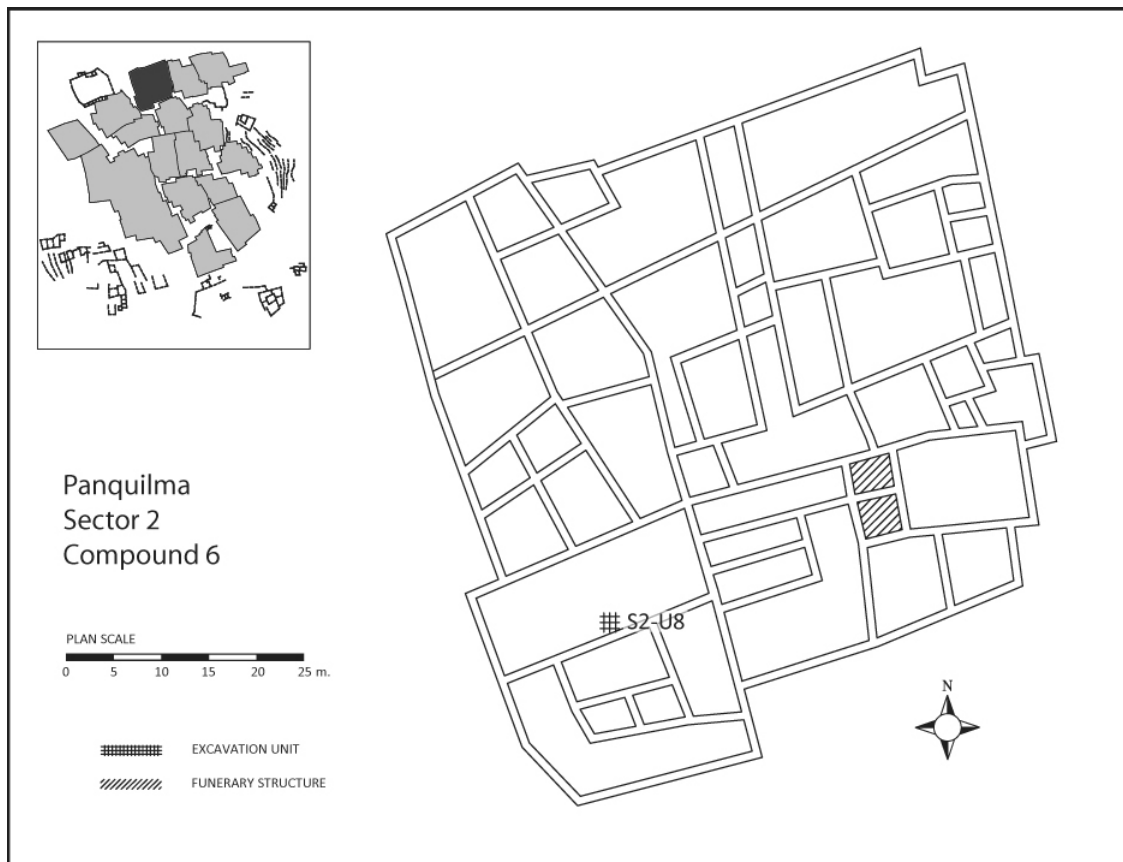 Panquilma
Sector 2
Compound 6
PLAN SCALE
0 5 10 15 20 25 m.
EXCAVATION UNIT
FUNERARY STRUCTURE
S2-U8
N